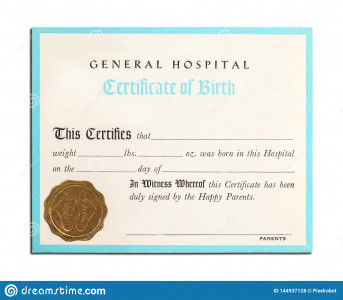 GENERAL HOSPITAL
Certificate of Birth
This Certifies that
weight lbs. oz. was born in this Hospital
on the day of
In Witness Whereof this Certificate has been
duly signed by the Happy Parents.
PARENTS
dreamstime.com
ID 144937128 © Pixelrobot